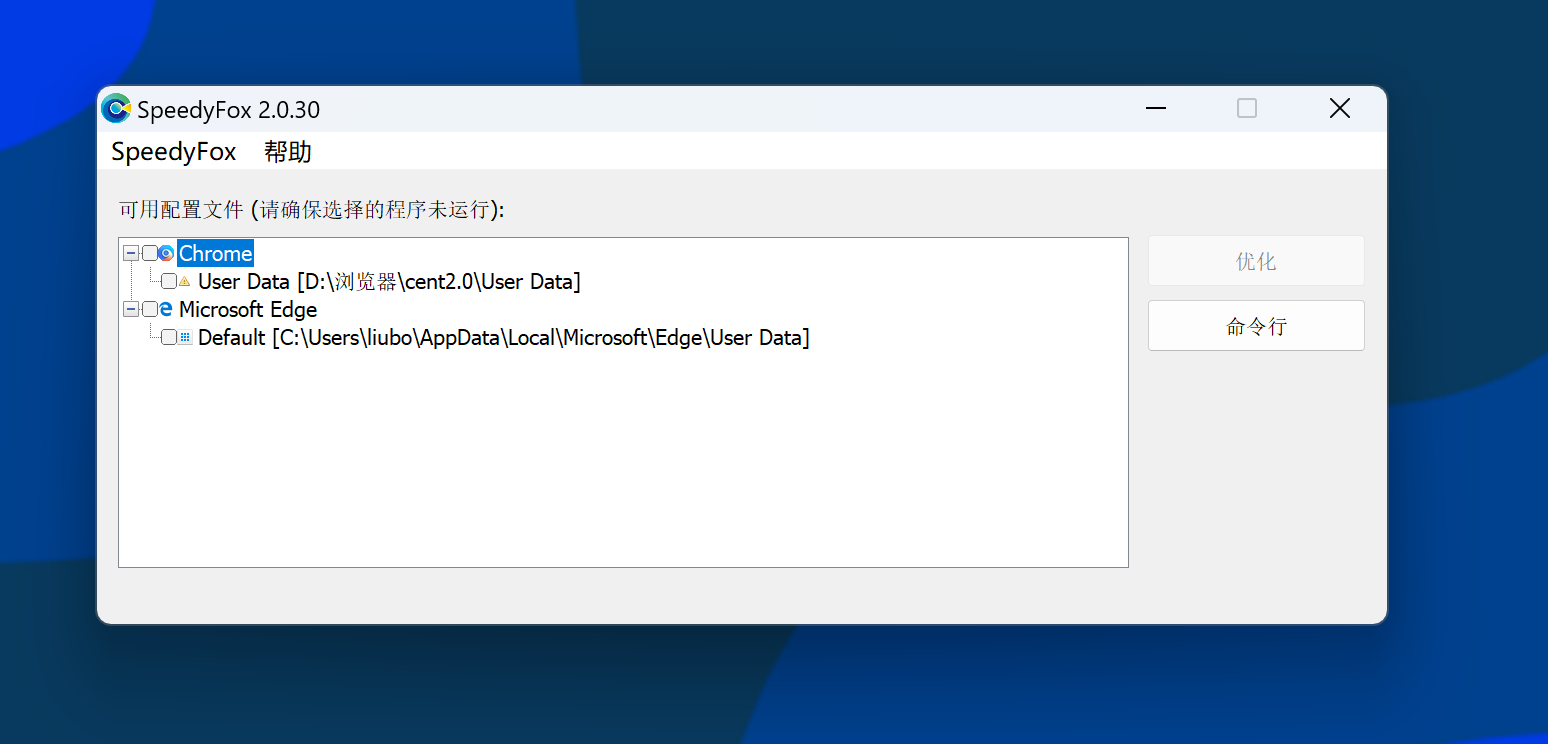 SpeedyFox 2.0.30
SpeedyFox 帮助
可用配置文件 (请确保选择的程序未运行):
Chrome
User Data [D:\浏览器\cent2.0\User Data]
Microsoft Edge
Default [C:\Users\liubo\AppData\Local\Microsoft\Edge\User Data]
优化
命令行